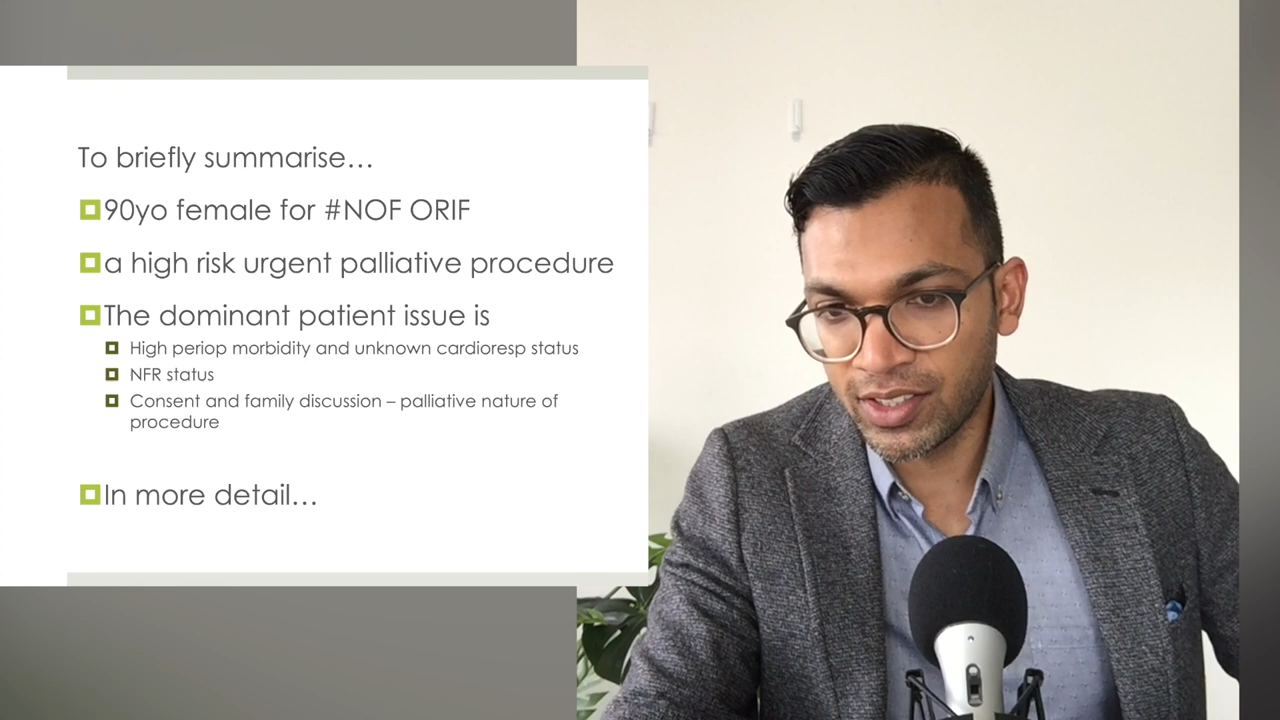 To briefly summarise…
90yo female for #NOF ORIF
a high risk urgent palliative procedure
The dominant patient issue is
High periop morbidity and unknown cardioresp status
NFR status
Consent and family discussion – palliative nature of
procedure
In more detail…